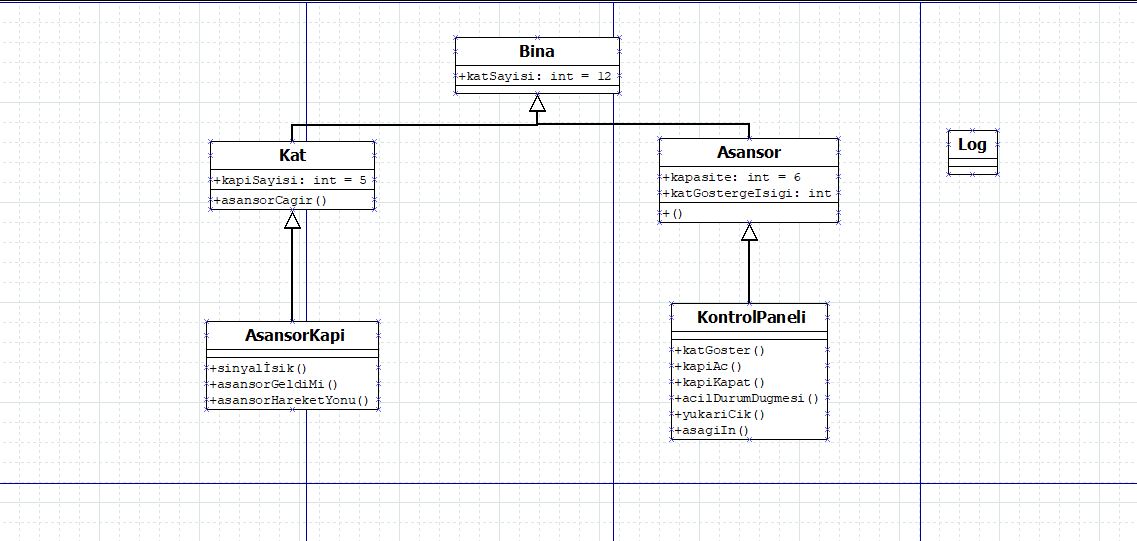 Bina
+katSayisi: int = 12
Kat
+kapiSayisi: int = 5
+asansorCagir()
Asansor
+kapasite: int = 6
+katGostergeIsigi: int
+()
Log
AsansorKapi
+sinyalİsik()
+asansorGeldiMi()
+asansorHareketYonu()
KontrolPaneli
+katGoster()
+kapiAc()
+kapiKapat()
+acilDurumDugmesi()
+yukariCik()
+asagiIn()